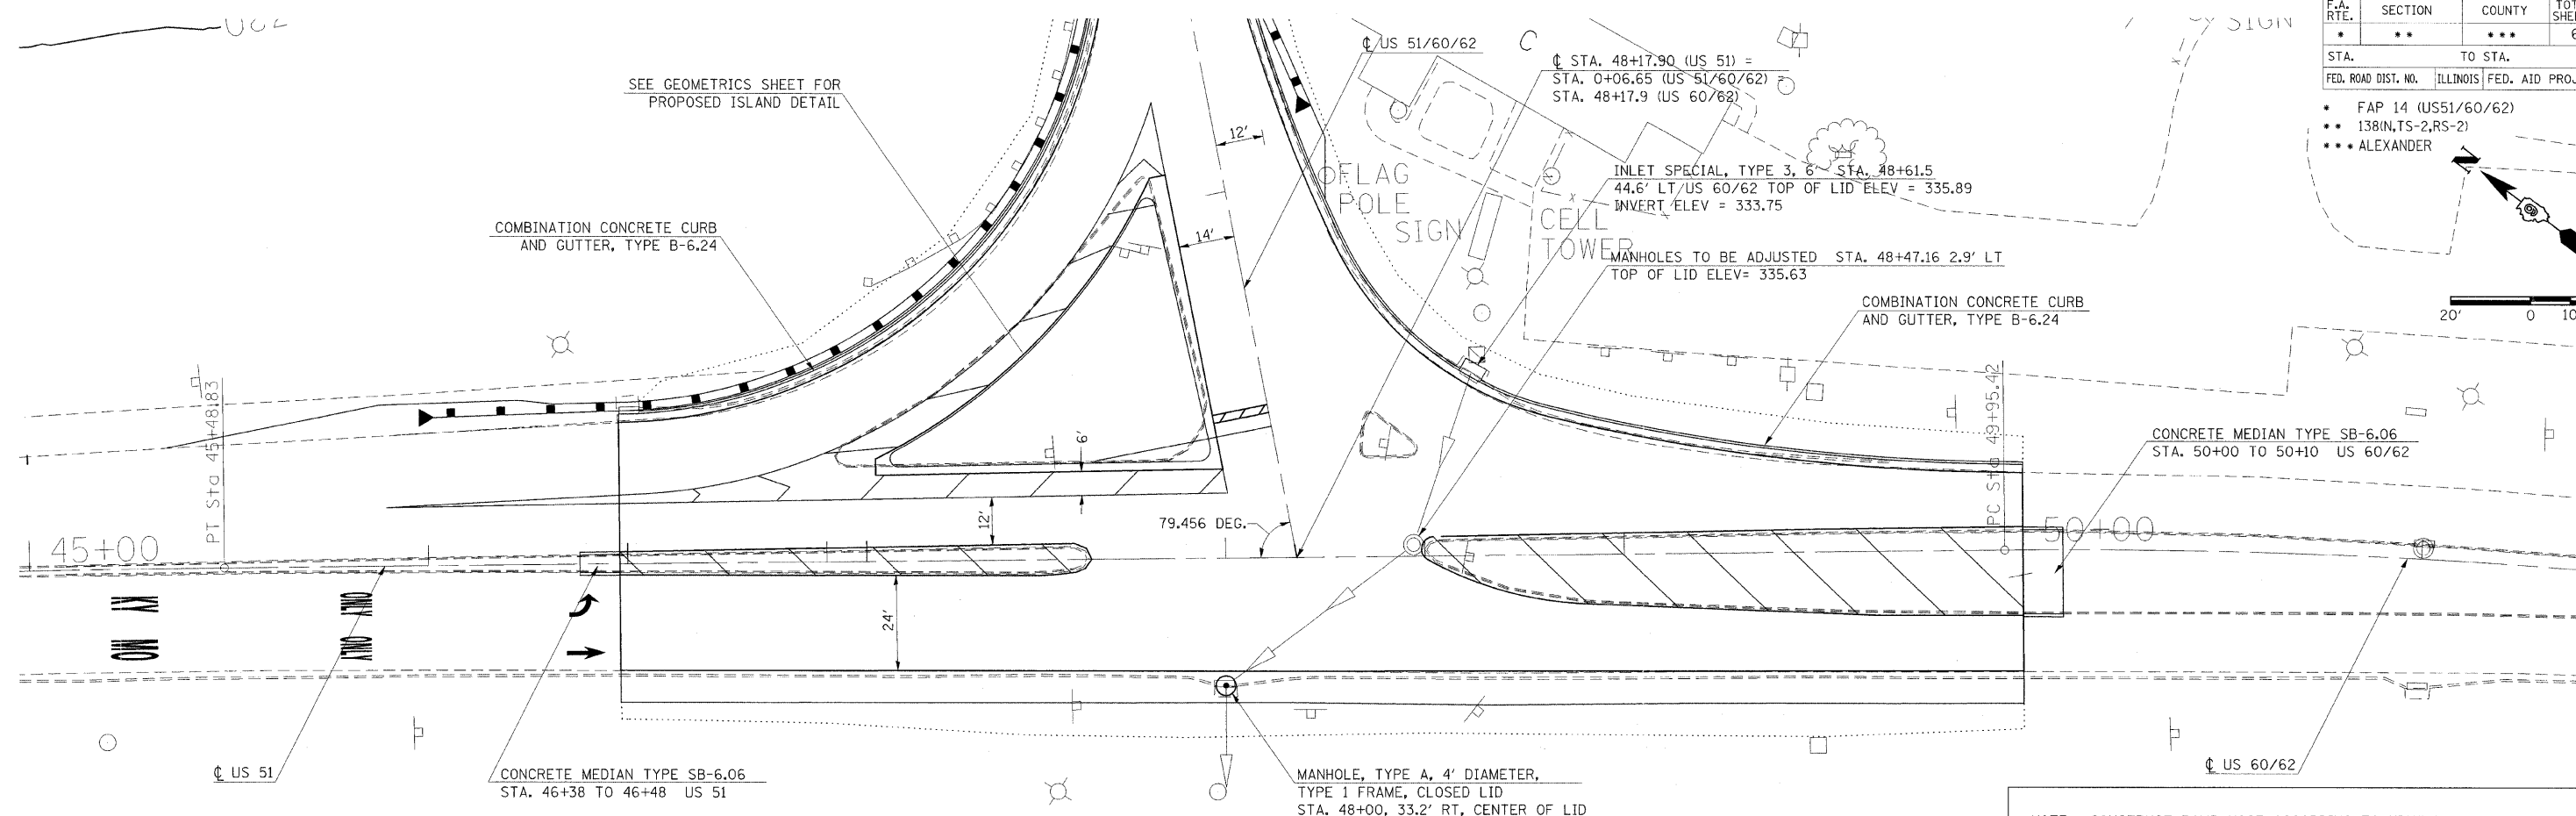 F.A. RTE. SECTION COUNTY
* ** ***
STA. TO STA.
FED. ROAD DIST. NO. ILLINOIS FED. AID
* FAP 14 (US51/60/62)
** 138(N,TS-2,RS-2)
*** ALEXANDER
SIGN
℄ US 51/60/62
℄ STA. 48+17.90 (US 51) =
STA. 0+06.65 (US 51/60/62) =
STA. 48+17.9 (US 60/62)
SEE GEOMETRICS SHEET FOR
PROPOSED ISLAND DETAIL
12'
INLET SPECIAL, TYPE 3, 6' STA. 48+61.5
44.6' LT/US 60/62 TOP OF LID ELEV = 335.89
INVERT ELEV = 333.75
FLAG
POLE
SIGN
CELL
TOWER
COMBINATION CONCRETE CURB
AND GUTTER, TYPE B-6.24
14'
MANHOLES TO BE ADJUSTED STA. 48+47.16 2.9' LT
TOP OF LID ELEV= 335.63
COMBINATION CONCRETE CURB
AND GUTTER, TYPE B-6.24
N
20' 0
PT Sta 45+48.83
PC Sta 49+95.42
CONCRETE MEDIAN TYPE SB-6.06
STA. 50+00 TO 50+10 US 60/62
6'
12'
79.456 DEG.
45+00
50+00
24'
KY ONLY
MO ONLY
℄ US 51
CONCRETE MEDIAN TYPE SB-6.06
STA. 46+38 TO 46+48 US 51
MANHOLE, TYPE A, 4' DIAMETER,
TYPE 1 FRAME, CLOSED LID
STA. 48+00, 33.2' RT, CENTER OF LID
℄ US 60/62